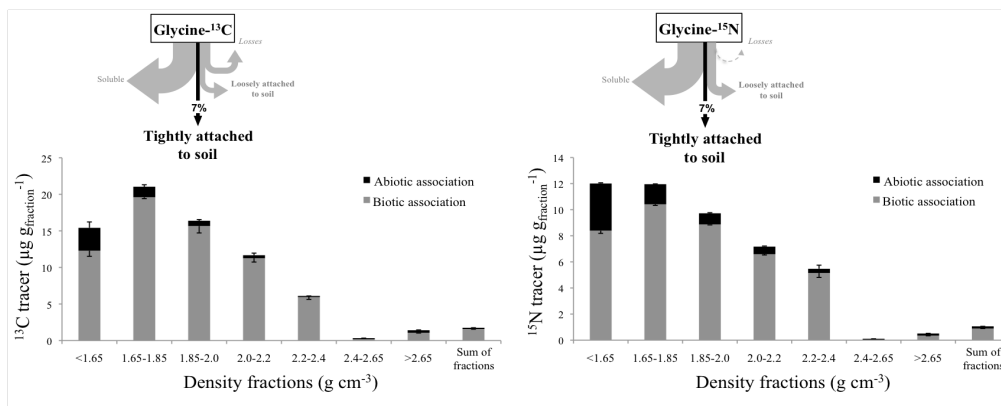 Glycine-¹³C
Losses
Soluble
Loosely attached
to soil
7%
Tightly attached
to soil
25
20
15
10
5
0
¹³C tracer (µg g_fraction⁻¹)
Abiotic association
Biotic association
<1.65
1.65-1.85
1.85-2.0
2.0-2.2
2.2-2.4
2.4-2.65
>2.65
Sum of
fractions
Density fractions (g cm⁻³)
Glycine-¹⁵N
Losses
Soluble
Loosely attached
to soil
7%
Tightly attached
to soil
14
12
10
8
6
4
2
0
¹⁵N tracer (µg g_fraction⁻¹)
Abiotic association
Biotic association
<1.65
1.65-1.85
1.85-2.0
2.0-2.2
2.2-2.4
2.4-2.65
>2.65
Sum of
fractions
Density fractions (g cm⁻³)